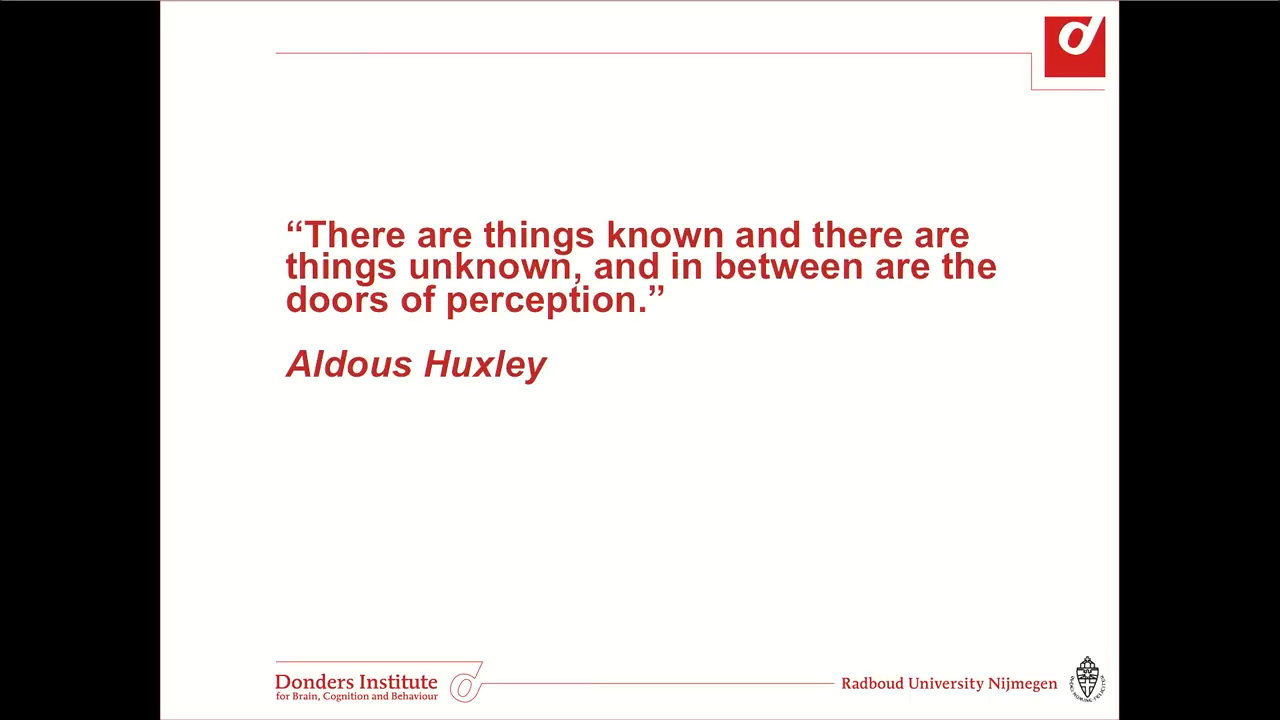 d
“There are things known and there are
things unknown, and in between are the
doors of perception.”
Aldous Huxley
Donders Institute
for Brain, Cognition and Behaviour
Radboud University Nijmegen